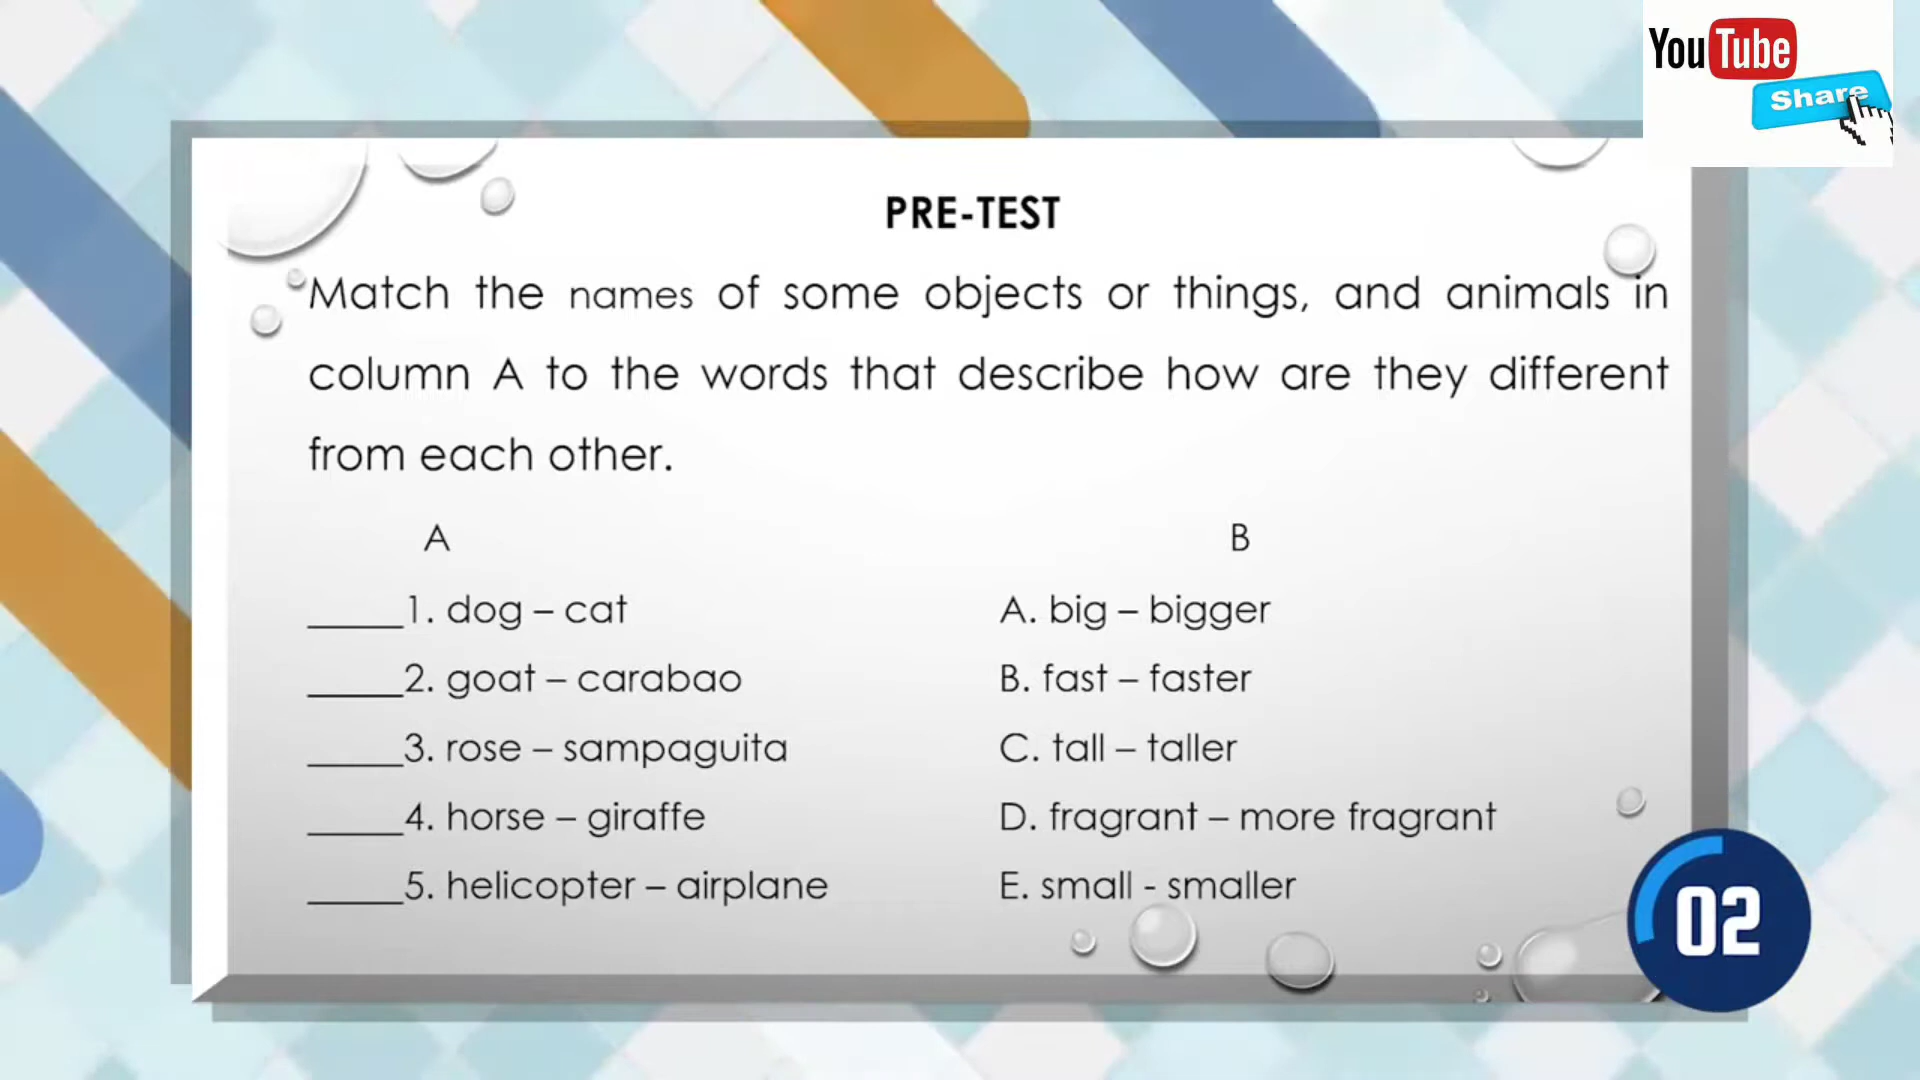 YouTube
Share
PRE-TEST
Match the names of some objects or things, and animals in
column A to the words that describe how are they different
from each other.
A B
_____1. dog – cat A. big – bigger
_____2. goat – carabao B. fast – faster
_____3. rose – sampaguita C. tall – taller
_____4. horse – giraffe D. fragrant – more fragrant
_____5. helicopter – airplane E. small - smaller
02